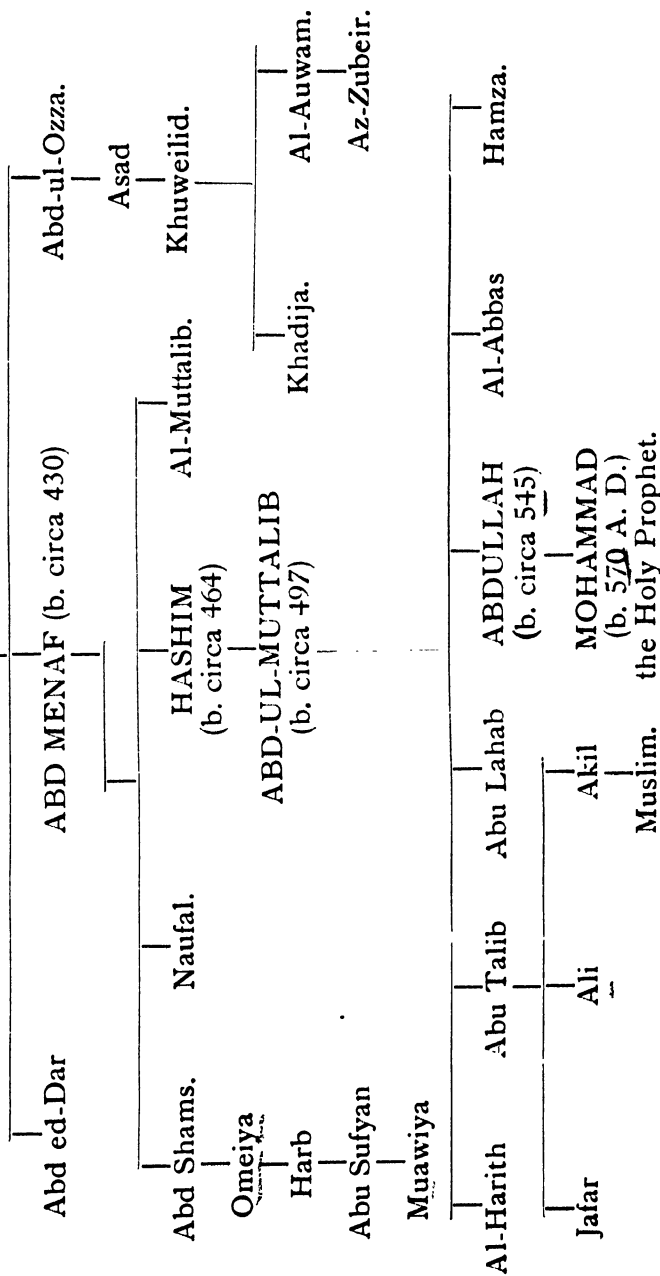 Abd ed-Dar
ABD MENAF (b. circa 430)
Abd-ul-Ozza.
Asad
Khuweilid.
Abd Shams.
Naufal.
HASHIM
(b. circa 464)
Al-Muttalib.
Omeiya
Harb
Abu Sufyan
Muawiya
ABD-UL-MUTTALIB
(b. circa 497)
Khadija.
Al-Auwam.
Az-Zubeir.
Al-Harith
Abu Talib
Abu Lahab
ABDULLAH
(b. circa 545)
Al-Abbas
Hamza.
Jafar
Ali
Akil
Muslim.
MOHAMMAD
(b. 570 A. D.)
the Holy Prophet.